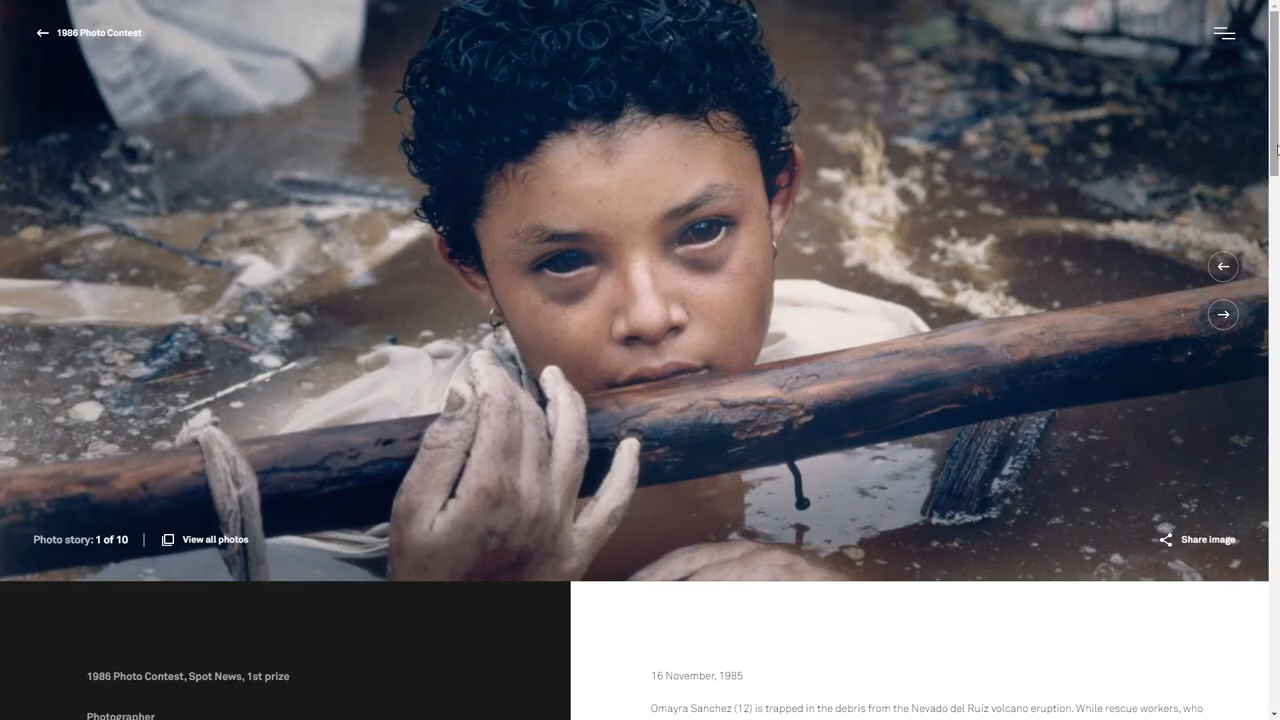 1986 Photo Contest
Photo story: 1 of 10
View all photos
Share image
1986 Photo Contest, Spot News, 1st prize
Photographer
16 November, 1985
Omayra Sanchez (12) is trapped in the debris from the Nevado del Ruiz volcano eruption. While rescue workers, who